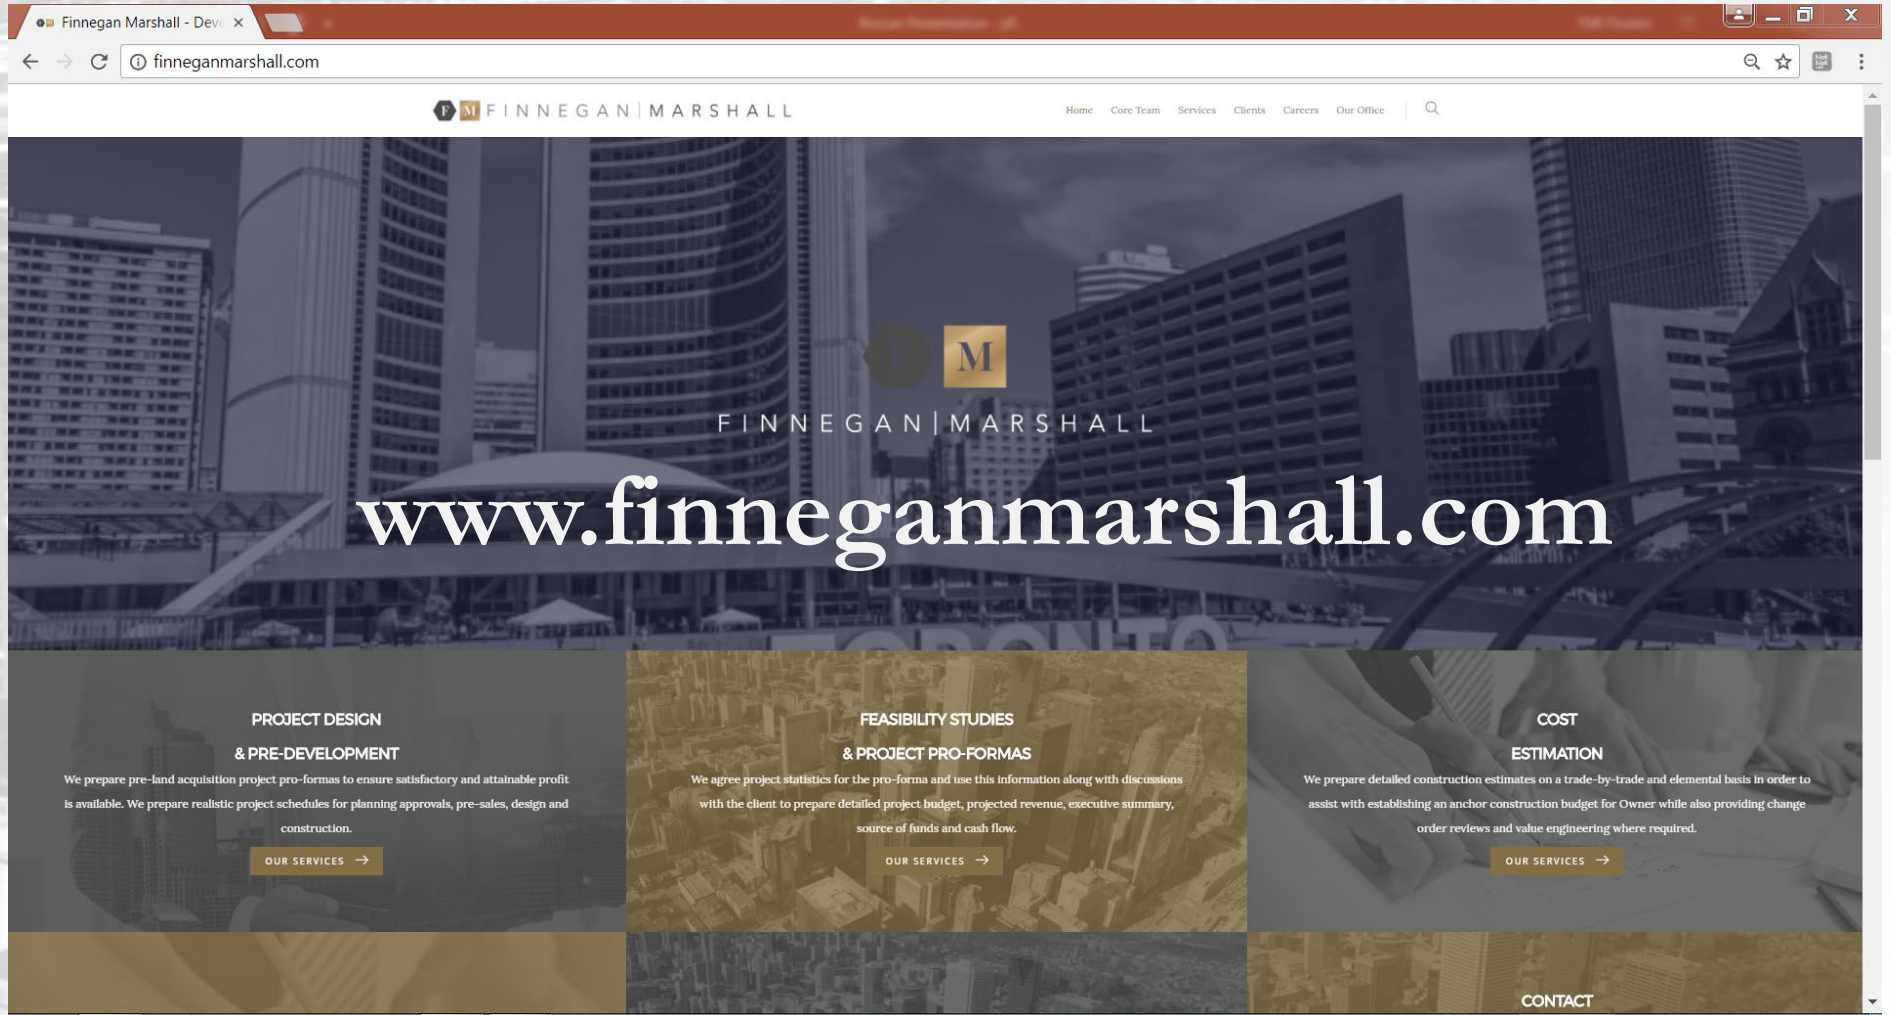 Finnegan Marshall - Deve
finneganmarshall.com
F M FINNEGAN|MARSHALL
Home Core Team Services Clients Careers Our Office
F M
FINNEGAN|MARSHALL
www.finneganmarshall.com
TORONTO
PROJECT DESIGN
& PRE-DEVELOPMENT
We prepare pre-land acquisition project pro-formas to ensure satisfactory and attainable profit
is available. We prepare realistic project schedules for planning approvals, pre-sales, design and
construction.
OUR SERVICES →
FEASIBILITY STUDIES
& PROJECT PRO-FORMAS
We agree project statistics for the pro-forma and use this information along with discussions
with the client to prepare detailed project budget, projected revenue, executive summary,
source of funds and cash flow.
OUR SERVICES →
COST
ESTIMATION
We prepare detailed construction estimates on a trade-by-trade and elemental basis in order to
assist with establishing an anchor construction budget for Owner while also providing change
order reviews and value engineering where required.
OUR SERVICES →
CONTACT